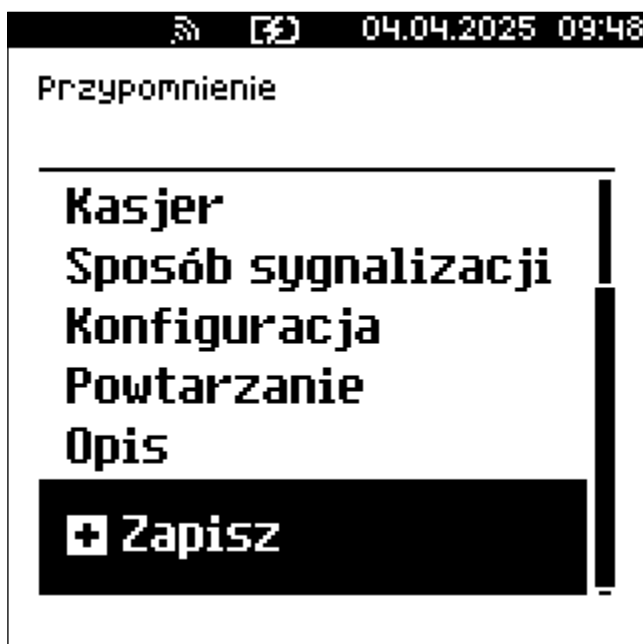 04.04.2025 09:48
Przypomnienie
Kasjer
Sposób sygnalizacji
Konfiguracja
Powtarzanie
Opis
+ Zapisz